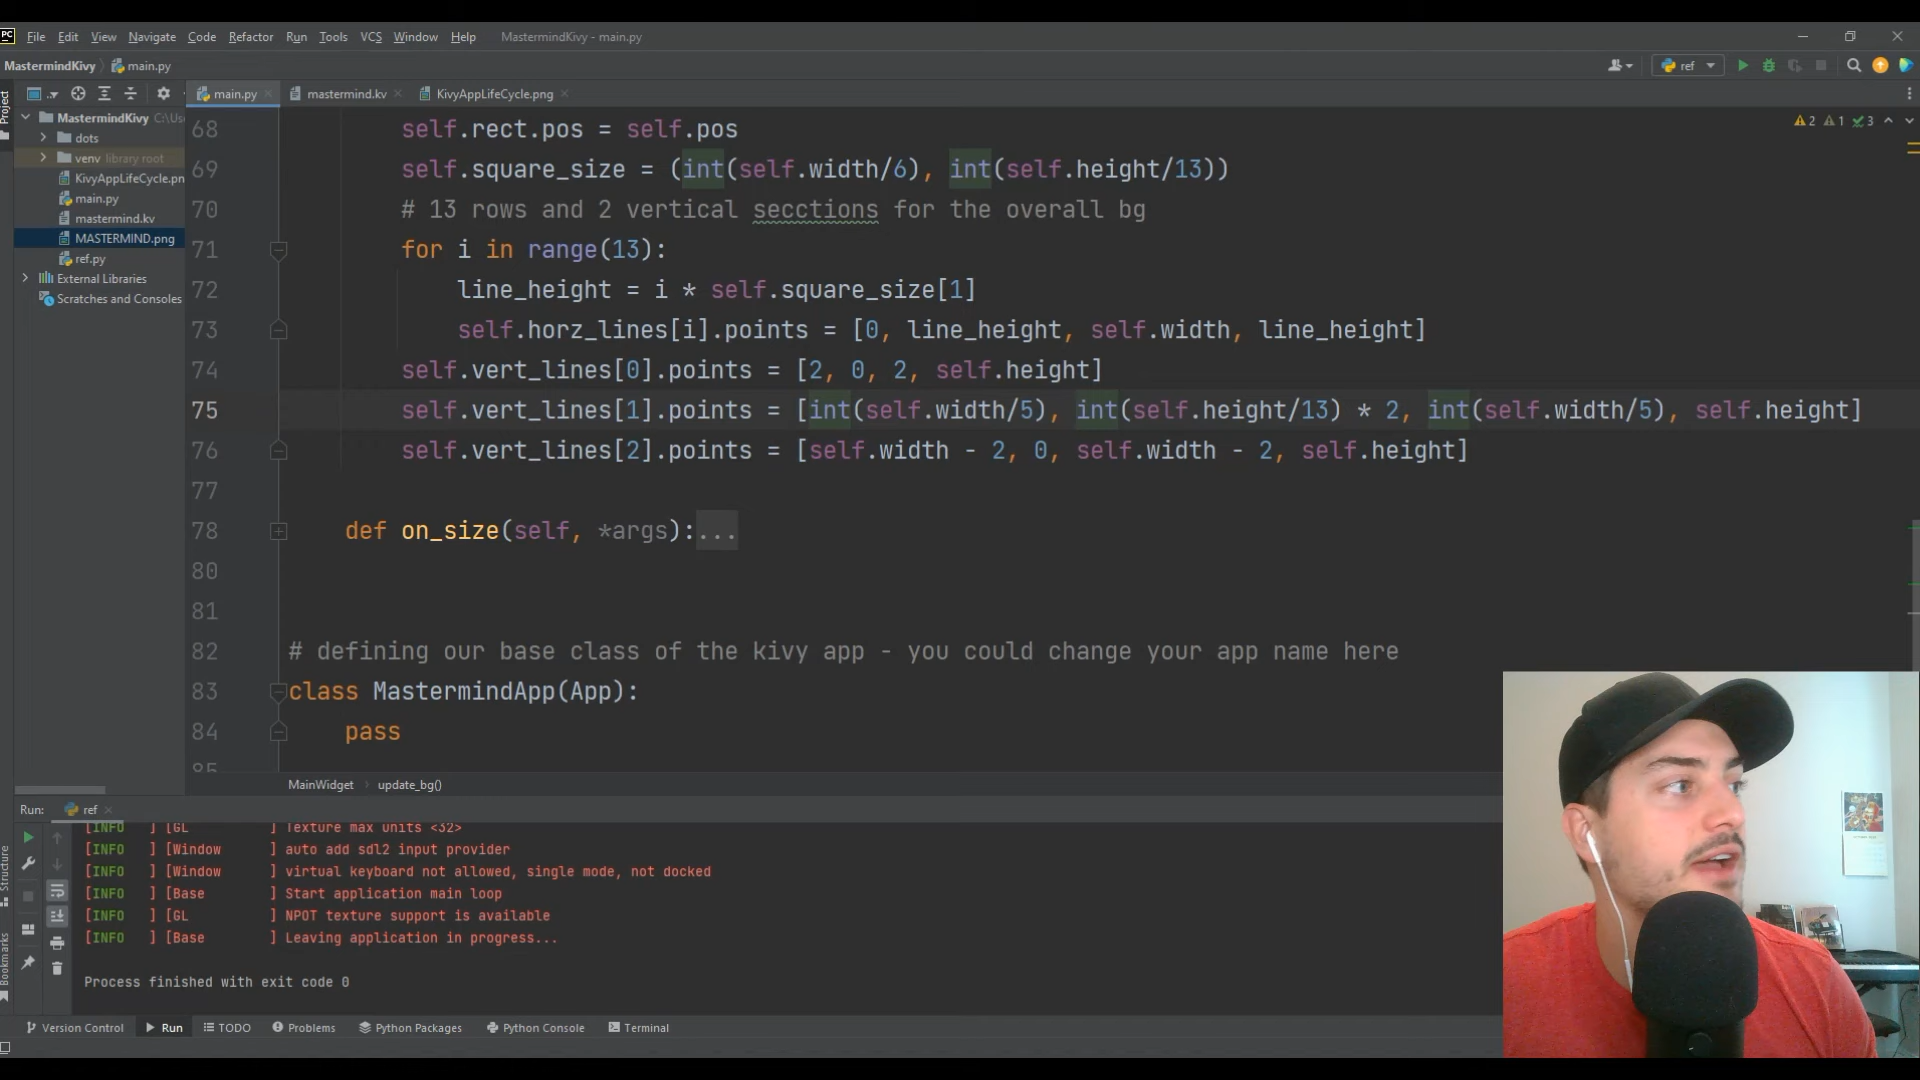 PC File Edit View Navigate Code Refactor Run Tools VCS Window Help MastermindKivy - main.py
MastermindKivy main.py ref
Project main.py mastermind.kv KivyAppLifeCycle.png
MastermindKivy C:\Us
dots
venv library root
KivyAppLifeCycle.pn
main.py
mastermind.kv
MASTERMIND.png
ref.py
External Libraries
Scratches and Consoles
2 1 3
68 self.rect.pos = self.pos
69 self.square_size = (int(self.width/6), int(self.height/13))
70 # 13 rows and 2 vertical secctions for the overall bg
71 for i in range(13):
72 line_height = i * self.square_size[1]
73 self.horz_lines[i].points = [0, line_height, self.width, line_height]
74 self.vert_lines[0].points = [2, 0, 2, self.height]
75 self.vert_lines[1].points = [int(self.width/5), int(self.height/13) * 2, int(self.width/5), self.height]
76 self.vert_lines[2].points = [self.width - 2, 0, self.width - 2, self.height]
77
78 def on_size(self, *args):...
80
81
82 # defining our base class of the kivy app - you could change your app name here
83 class MastermindApp(App):
84 pass
85
MainWidget update_bg()
Run: ref
[INFO ] [GL ] Texture max units <32>
[INFO ] [Window ] auto add sdl2 input provider
[INFO ] [Window ] virtual keyboard not allowed, single mode, not docked
[INFO ] [Base ] Start application main loop
[INFO ] [GL ] NPOT texture support is available
[INFO ] [Base ] Leaving application in progress...
Process finished with exit code 0
Structure
Bookmarks
Version Control Run TODO Problems Python Packages Python Console Terminal